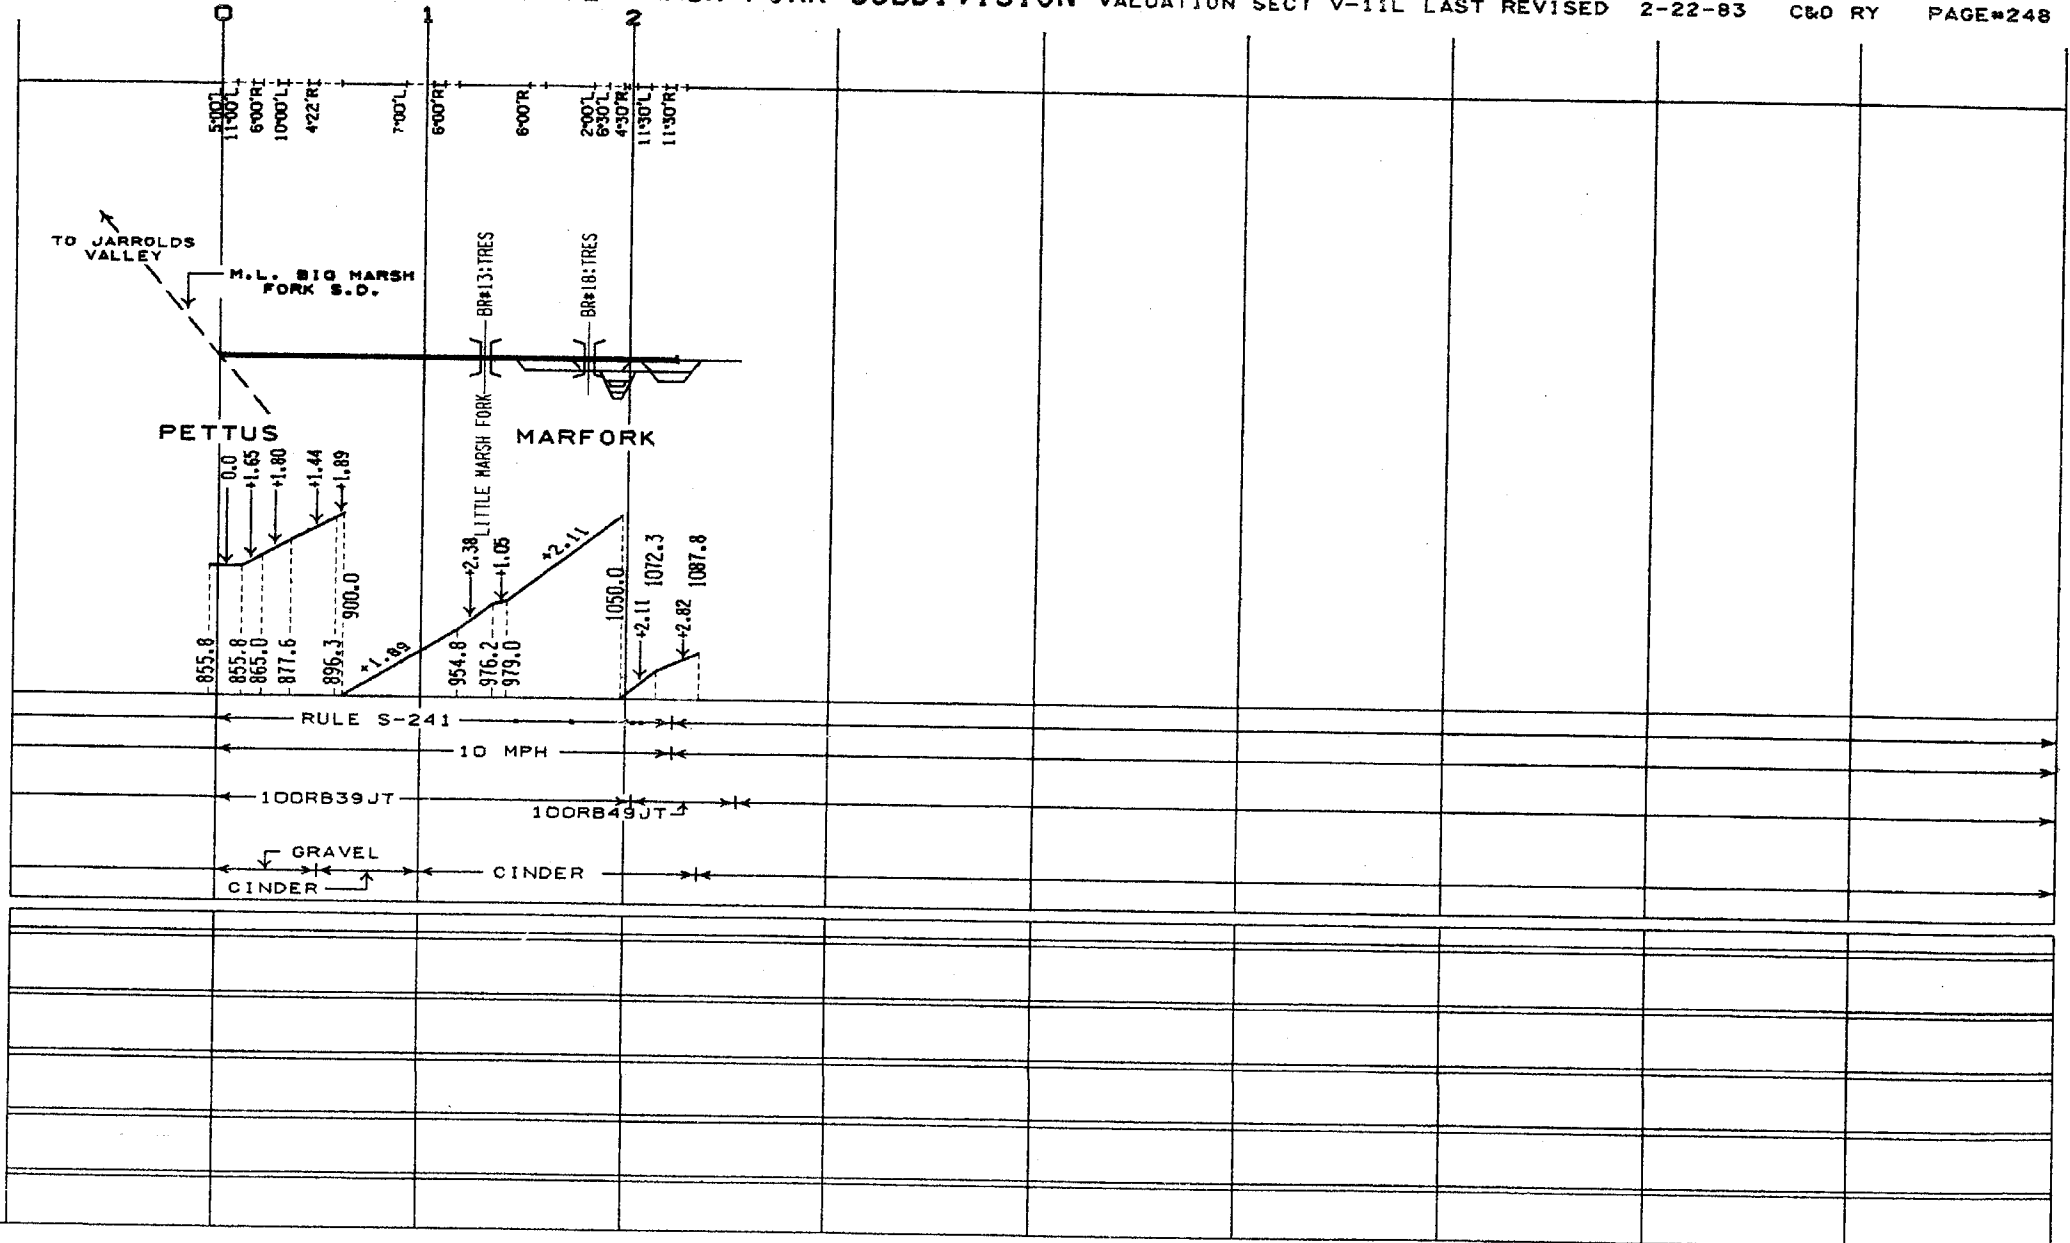 FORK SUBDIVISION VALUATION SECT V-11L LAST REVISED 2-22-83 C&O RY PAGE#248
0 1 2
5°00'L
11°00'L
6°00'R
10°00'L
4°22'R
7°00'L
6°00'R
6°00'R
2°00'L
6°30'L
4°30'R
11°30'L
11°30'R
TO JARROLDS
VALLEY
M.L. BIG MARSH
FORK S.D.
BR#13:TRES
BR#18:TRES
LITTLE MARSH FORK
PETTUS
MARFORK
0.0
+1.65
+1.80
+1.44
+1.89
+2.38
+1.05
+2.11
+1.89
+2.11
+2.82
855.8
855.8
865.0
877.6
896.3
900.0
954.8
976.2
979.0
1050.0
1072.3
1087.8
RULE S-241
10 MPH
100RB39JT
100RB49JT
GRAVEL
CINDER
CINDER